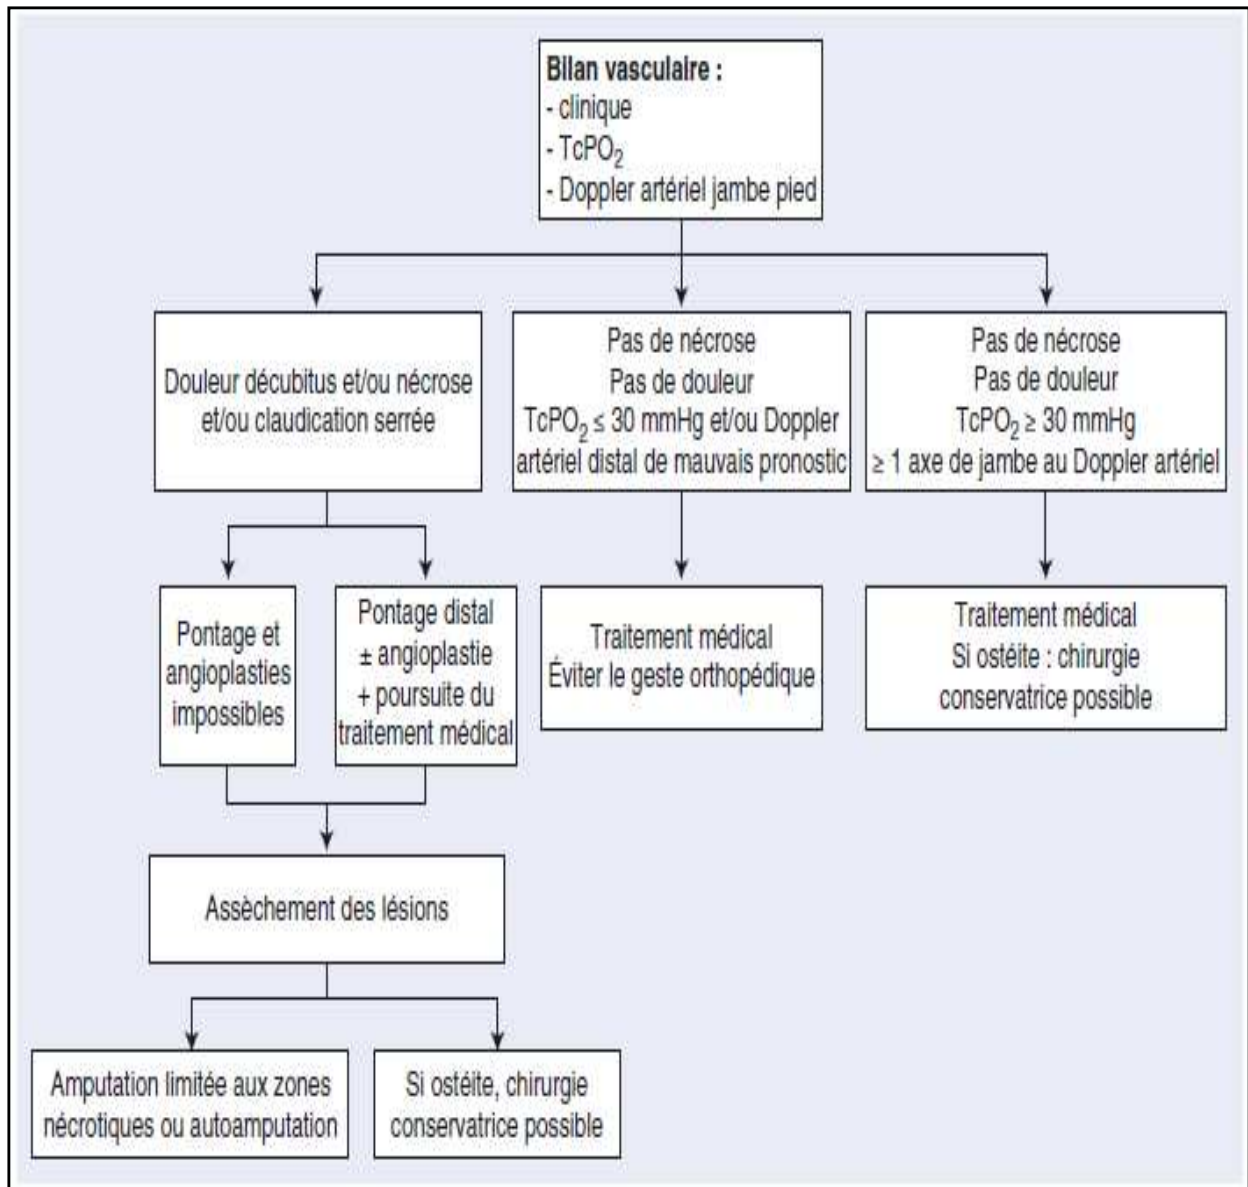 Bilan vasculaire :
- clinique
- TcPO₂
- Doppler artériel jambe pied
Douleur décubitus et/ou nécrose
et/ou claudication serrée
Pas de nécrose
Pas de douleur
TcPO₂ ≤ 30 mmHg et/ou Doppler
artériel distal de mauvais pronostic
Pas de nécrose
Pas de douleur
TcPO₂ ≥ 30 mmHg
≥ 1 axe de jambe au Doppler artériel
Pontage et
angioplasties
impossibles
Pontage distal
± angioplastie
+ poursuite du
traitement médical
Traitement médical
Éviter le geste orthopédique
Traitement médical
Si ostéite : chirurgie
conservatrice possible
Assèchement des lésions
Amputation limitée aux zones
nécrotiques ou autoamputation
Si ostéite, chirurgie
conservatrice possible